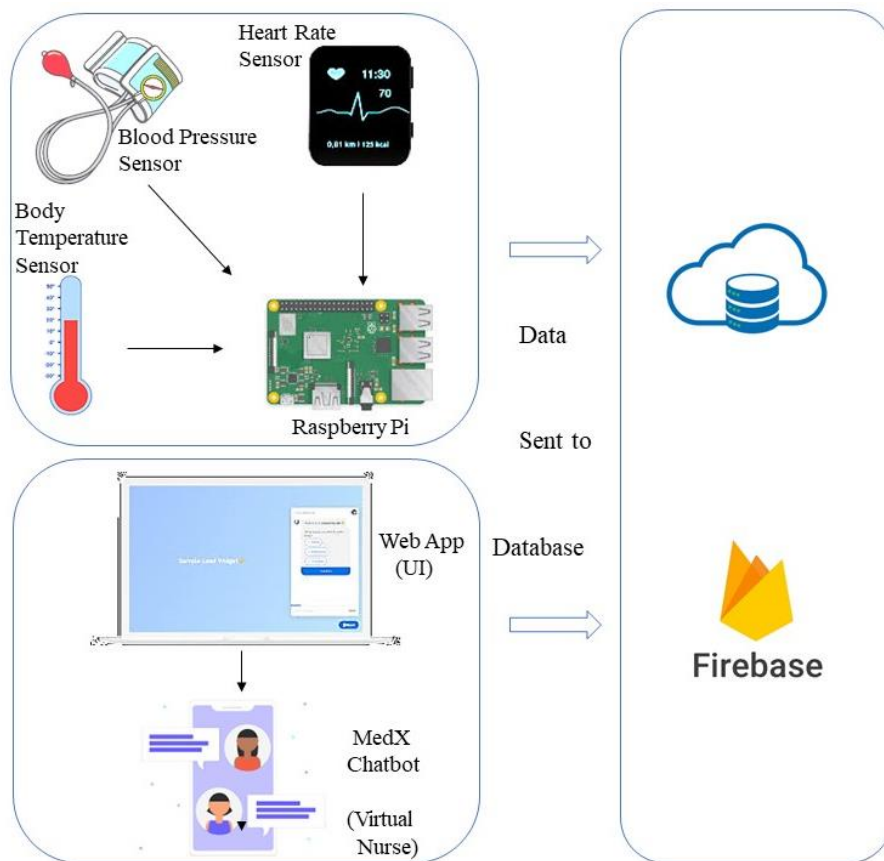 Heart Rate
Sensor
11:30
70
0,81 km | 125 kcal
Blood Pressure
Sensor
Body
Temperature
Sensor
Raspberry Pi
Data
Sent to
Database
Web App
(UI)
MedX
Chatbot
(Virtual
Nurse)
Firebase